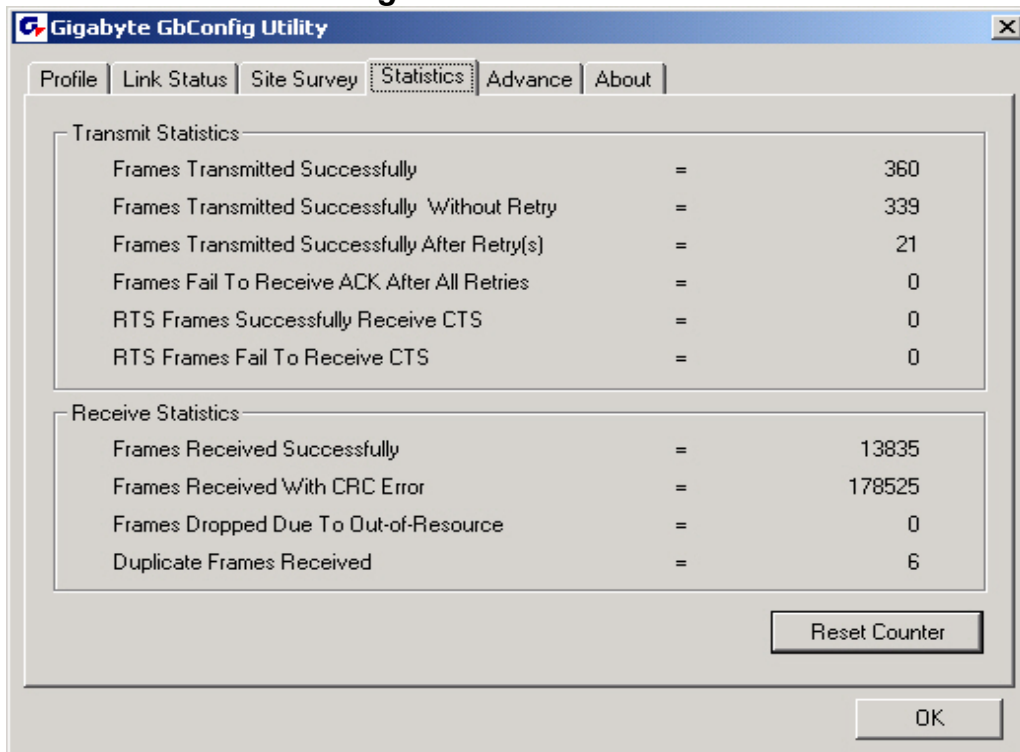 Gigabyte GbConfig Utility
Profile Link Status Site Survey Statistics Advance About
Transmit Statistics
Frames Transmitted Successfully = 360
Frames Transmitted Successfully Without Retry = 339
Frames Transmitted Successfully After Retry(s) = 21
Frames Fail To Receive ACK After All Retries = 0
RTS Frames Successfully Receive CTS = 0
RTS Frames Fail To Receive CTS = 0
Receive Statistics
Frames Received Successfully = 13835
Frames Received With CRC Error = 178525
Frames Dropped Due To Out-of-Resource = 0
Duplicate Frames Received = 6
Reset Counter
OK